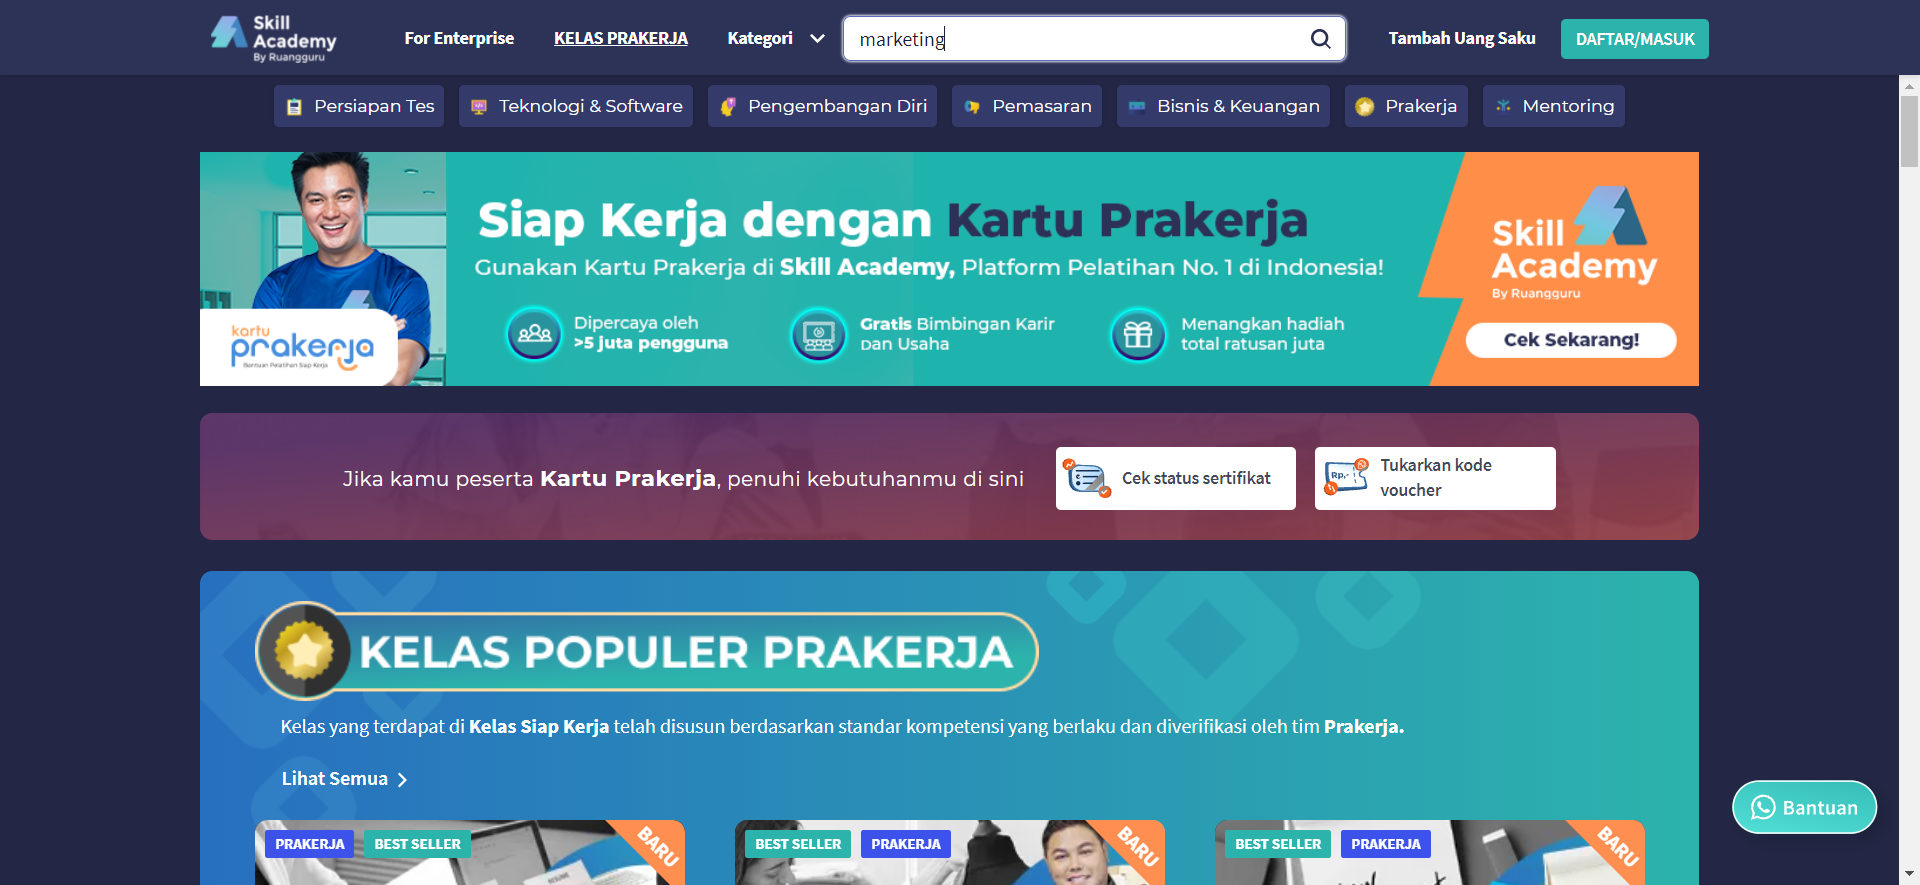 Skill Academy By Ruangguru
For Enterprise
KELAS PRAKERJA
Kategori
marketing
Tambah Uang Saku
DAFTAR/MASUK
Persiapan Tes
Teknologi & Software
Pengembangan Diri
Pemasaran
Bisnis & Keuangan
Prakerja
Mentoring
kartu
prakerja
Bantuan Pelatihan Siap Kerja
Siap Kerja dengan Kartu Prakerja
Gunakan Kartu Prakerja di Skill Academy, Platform Pelatihan No. 1 di Indonesia!
Dipercaya oleh
>5 juta pengguna
Gratis Bimbingan Karir
Dan Usaha
Menangkan hadiah
total ratusan juta
Skill
Academy
By Ruangguru
Cek Sekarang!
Jika kamu peserta Kartu Prakerja, penuhi kebutuhanmu di sini
Cek status sertifikat
Rp,-
Tukarkan kode
voucher
KELAS POPULER PRAKERJA
Kelas yang terdapat di Kelas Siap Kerja telah disusun berdasarkan standar kompetensi yang berlaku dan diverifikasi oleh tim Prakerja.
Lihat Semua
PRAKERJA
BEST SELLER
BARU
RESUME
BEST SELLER
PRAKERJA
BARU
BEST SELLER
PRAKERJA
BARU
Bantuan